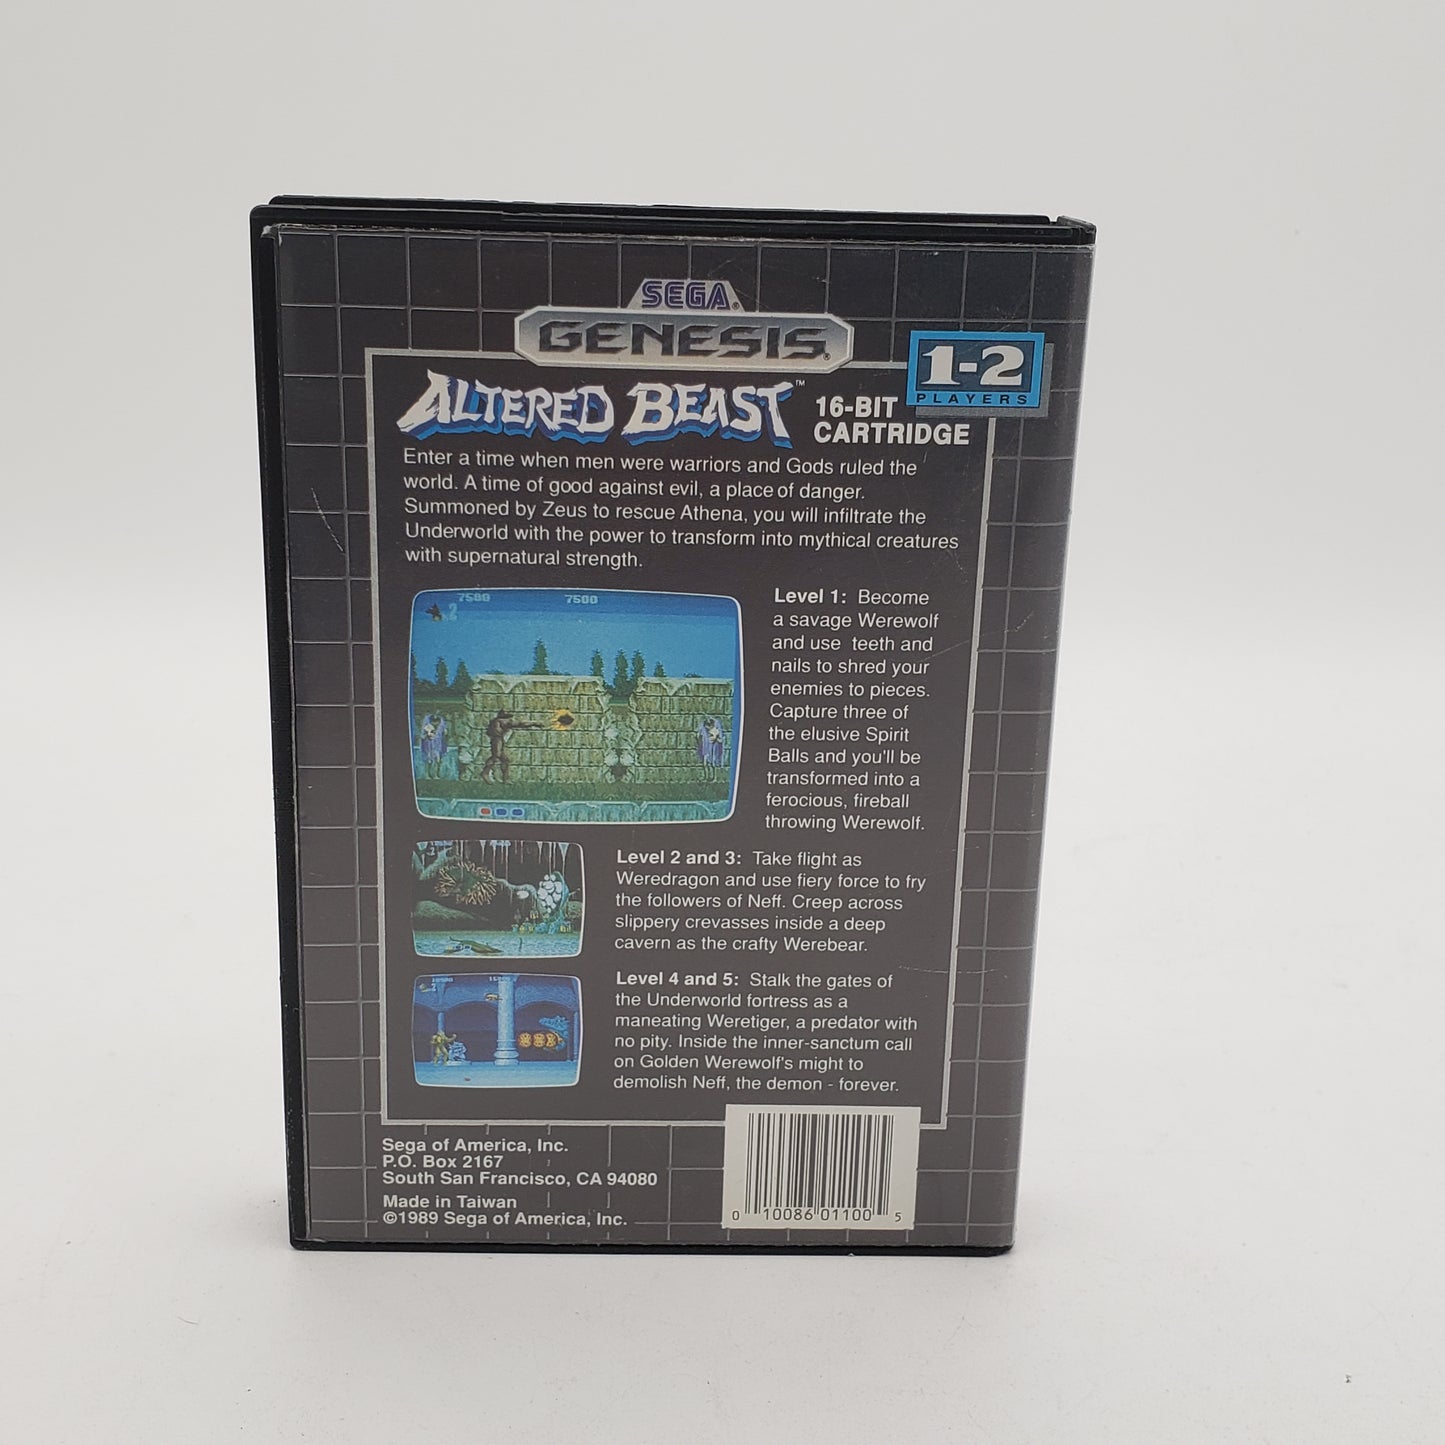 SEGA®
GENESIS®
1-2
PLAYERS
ALTERED BEAST™
16-BIT
CARTRIDGE
Enter a time when men were warriors and Gods ruled the
world. A time of good against evil, a place of danger.
Summoned by Zeus to rescue Athena, you will infiltrate the
Underworld with the power to transform into mythical creatures
with supernatural strength.
7500 7500
2
Level 1: Become
a savage Werewolf
and use teeth and
nails to shred your
enemies to pieces.
Capture three of
the elusive Spirit
Balls and you'll be
transformed into a
ferocious, fireball
throwing Werewolf.
Level 2 and 3: Take flight as
Weredragon and use fiery force to fry
the followers of Neff. Creep across
slippery crevasses inside a deep
cavern as the crafty Werebear.
Level 4 and 5: Stalk the gates of
the Underworld fortress as a
maneating Weretiger, a predator with
no pity. Inside the inner-sanctum call
on Golden Werewolf's might to
demolish Neff, the demon - forever.
Sega of America, Inc.
P.O. Box 2167
South San Francisco, CA 94080
Made in Taiwan
©1989 Sega of America, Inc.
0 10086 01100 5